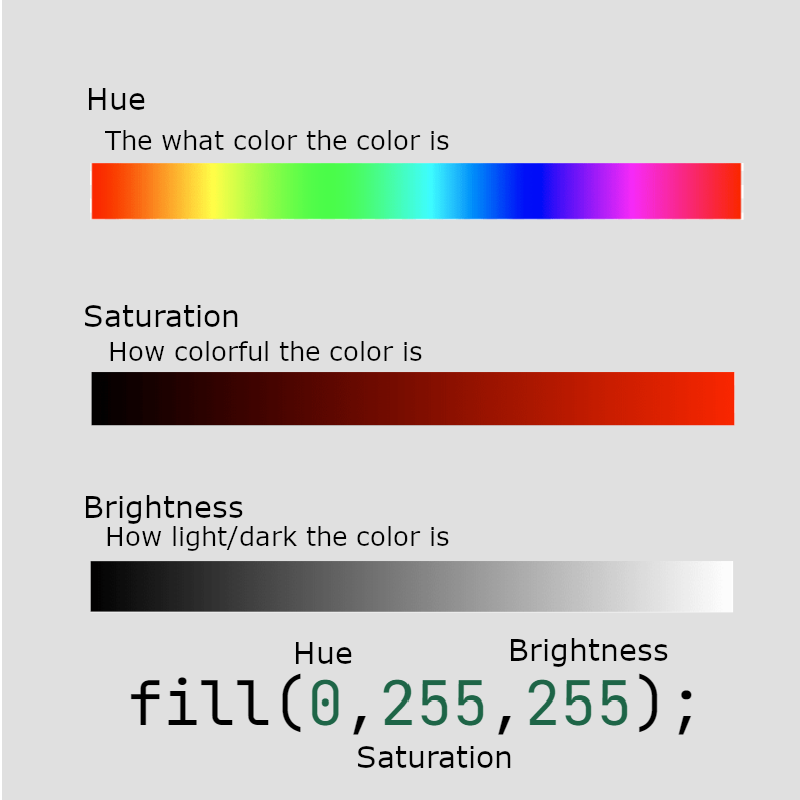 Hue
The what color the color is
Saturation
How colorful the color is
Brightness
How light/dark the color is
Hue
Brightness
fill(0,255,255);
Saturation